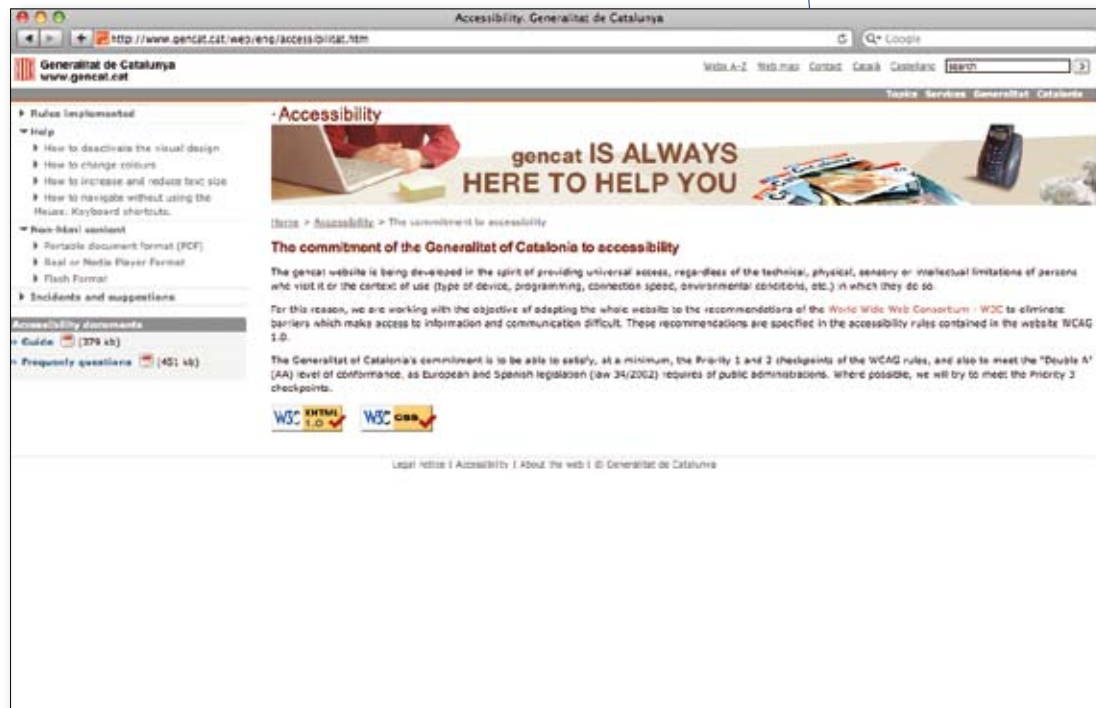 Accessibility. Generalitat de Catalunya
http://www.gencat.cat/web/eng/accessibilitat.htm
Google
Generalitat de Catalunya
www.gencat.cat
Webs A-Z Web map Contact Català Castellano search
Topics Services Generalitat Catalonia
Rules implemented
Help
How to deactivate the visual design
How to change colours
How to increase and reduce text size
How to navigate without using the
Mouse. Keyboard shortcuts.
Non-html content
Portable document format (PDF)
Real or Media Player Format
Flash Format
Incidents and suggestions
Accessibility documents
Guide (379 kb)
Frequenly questions (451 kb)
Accessibility
gencat IS ALWAYS
HERE TO HELP YOU
Home > Accessibility > The commitment to accessibility
The commitment of the Generalitat of Catalonia to accessibility
The gencat website is being developed in the spirit of providing universal access, regardless of the technical, physical, sensory or intellectual limitations of persons
who visit it or the context of use (type of device, programming, connection speed, environmental conditions, etc.) in which they do so.
For this reason, we are working with the objective of adapting the whole website to the recommendations of the World Wide Web Consortium - W3C to eliminate
barriers which make access to information and communication difficult. These recommendations are specified in the accessibility rules contained in the website WCAG
1.0.
The Generalitat of Catalonia's commitment is to be able to satisfy, at a minimum, the Priority 1 and 2 checkpoints of the WCAG rules, and also to meet the "Double A"
(AA) level of conformance, as European and Spanish legislation (law 34/2002) requires of public administrations. Where possible, we will try to meet the Priority 3
checkpoints.
W3C XHTML 1.0 W3C css
Legal notice | Accessibility | About the web | © Generalitat de Catalunya